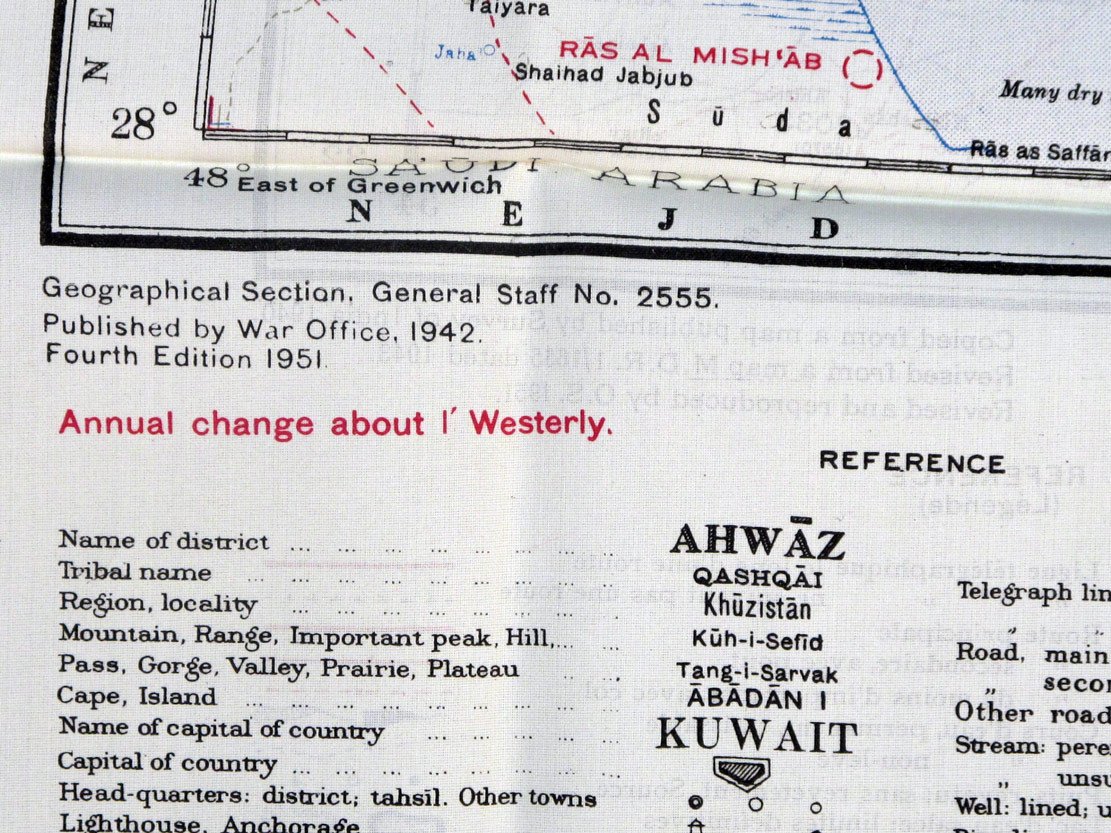 N E
Taiyara
Jaha
RĀS AL MISH'ĀB
Shaihad Jabjub
Many dry
S ū d a
28°
Rās as Saffān
SA'UDI ARABIA
48° East of Greenwich
N E J D
Geographical Section, General Staff No. 2555.
Published by War Office, 1942.
Fourth Edition 1951.
Annual change about 1′ Westerly.
REFERENCE
Name of district ... AHWĀZ
Tribal name ... QASHQĀI
Region, locality ... Khūzistān
Mountain, Range, Important peak, Hill,... Kūh-i-Sefīd
Pass, Gorge, Valley, Prairie, Plateau ... Tang-i-Sarvak
Cape, Island ... ĀBĀDĀN I
Name of capital of country ... KUWAIT
Capital of country ...
Head-quarters: district; tahsīl. Other towns
Lighthouse, Anchorage
Telegraph lin
Road, main
„ secon
Other road
Stream: pere
„ unsu
Well: lined; u